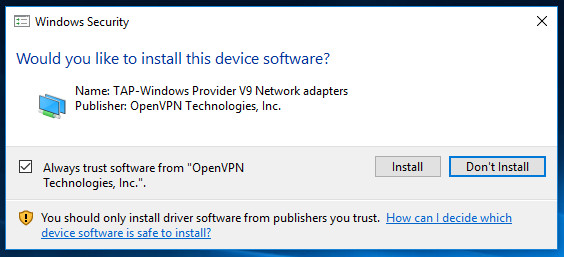 Windows Security
Would you like to install this device software?
Name: TAP-Windows Provider V9 Network adapters
Publisher: OpenVPN Technologies, Inc.
Always trust software from "OpenVPN
Technologies, Inc.".
Install
Don't Install
You should only install driver software from publishers you trust. How can I decide which
device software is safe to install?